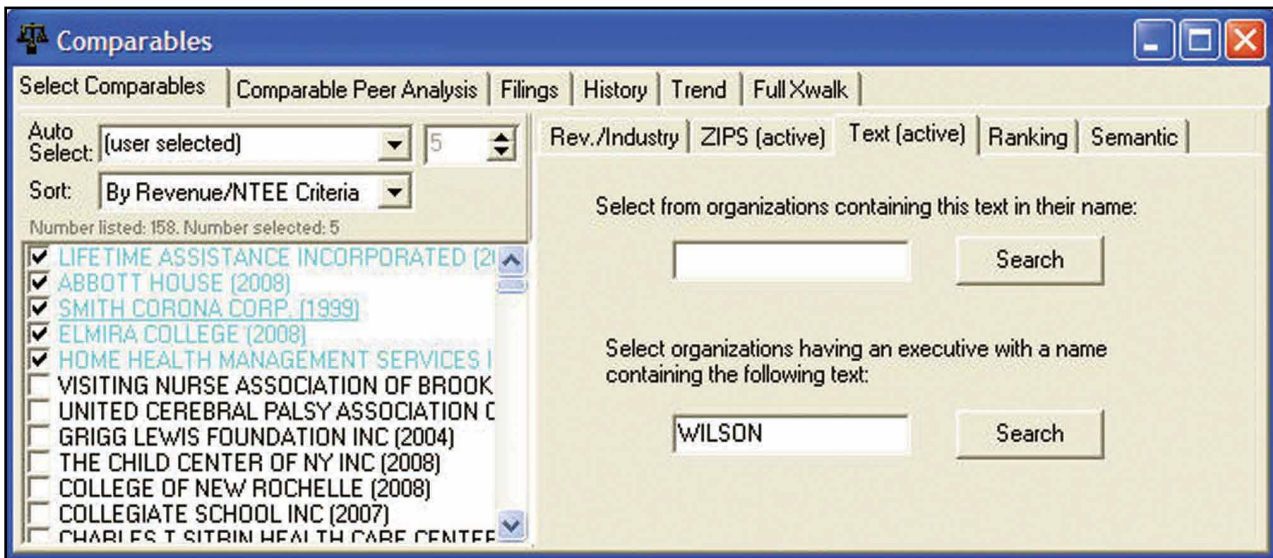 Comparables
Select Comparables Comparable Peer Analysis Filings History Trend Full Xwalk
Auto Select: (user selected) 5
Sort: By Revenue/NTEE Criteria
Number listed: 158. Number selected: 5
LIFETIME ASSISTANCE INCORPORATED (2
ABBOTT HOUSE (2008)
SMITH CORONA CORP. (1999)
ELMIRA COLLEGE (2008)
HOME HEALTH MANAGEMENT SERVICES
VISITING NURSE ASSOCIATION OF BROOK
UNITED CEREBRAL PALSY ASSOCIATION
GRIGG LEWIS FOUNDATION INC (2004)
THE CHILD CENTER OF NY INC (2008)
COLLEGE OF NEW ROCHELLE (2008)
COLLEGIATE SCHOOL INC (2007)
CHARLES T SITRIN HEALTH CARE CENTER
Rev./Industry ZIPS (active) Text (active) Ranking Semantic
Select from organizations containing this text in their name:
Search
Select organizations having an executive with a name
containing the following text:
WILSON Search